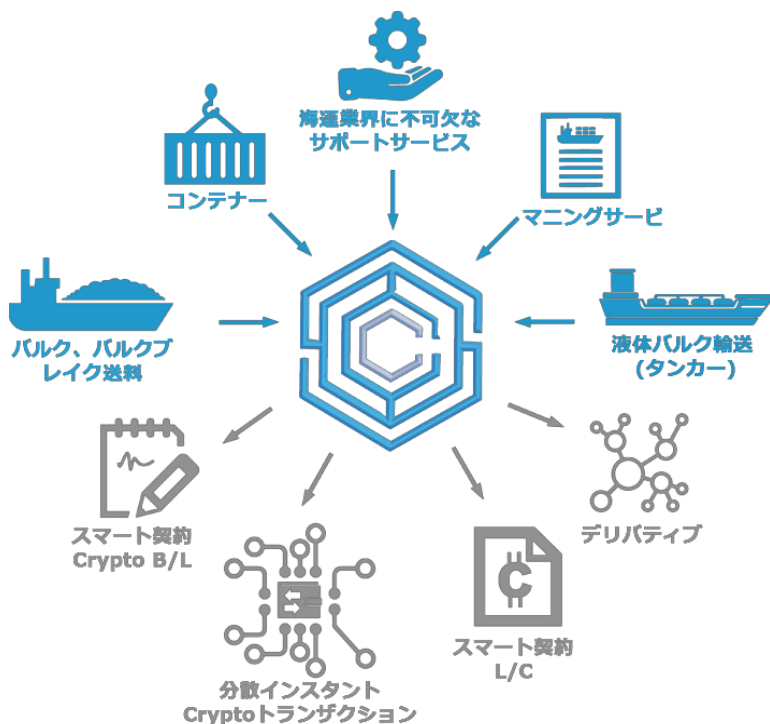 海運業界に不可欠な
サポートサービス
コンテナー
マニングサービ
バルク、バルクブ
レイク送料
液体バルク輸送
(タンカー)
スマート契約
Crypto B/L
デリバティブ
分散インスタント
Cryptoトランザクション
スマート契約
L/C